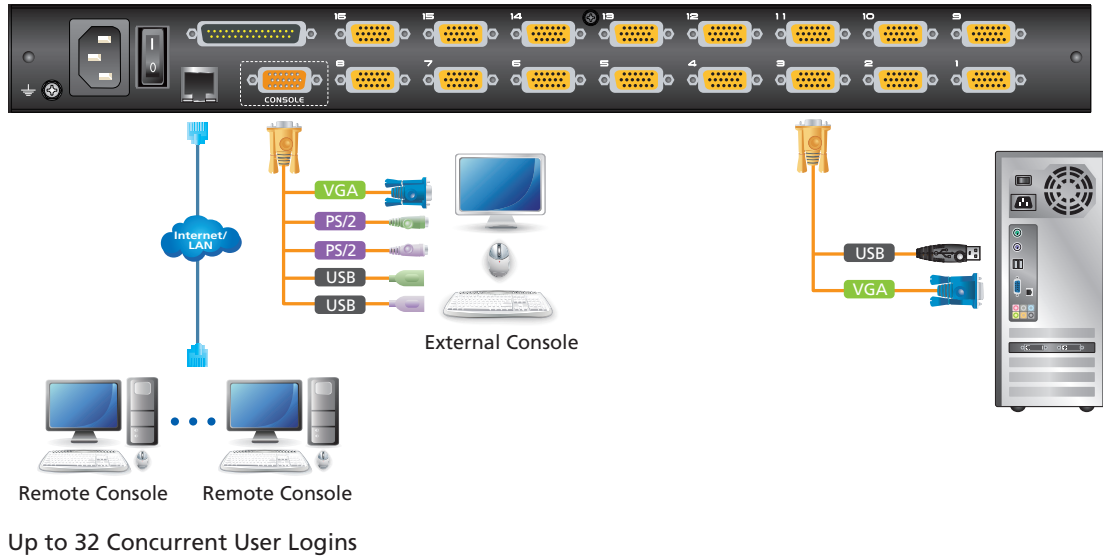 16 15 14 13 12 11 10 9
8 7 6 5 4 3 2 1
I
0
CONSOLE
Internet/
LAN
VGA
PS/2
PS/2
USB
USB
External Console
USB
VGA
Remote Console Remote Console
Up to 32 Concurrent User Logins